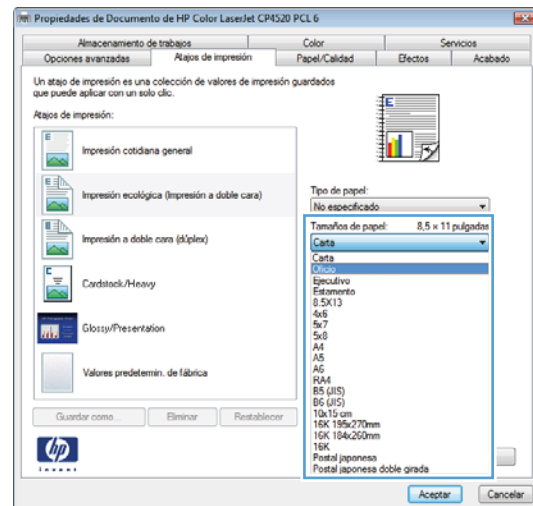 Propiedades de Documento de HP Color LaserJet CP4520 PCL 6
Almacenamiento de trabajos
Color
Servicios
Opciones avanzadas
Atajos de impresión
Papel/Calidad
Efectos
Acabado
Un atajo de impresión es una colección de valores de impresión guardados
que puede aplicar con un solo clic.
Atajos de impresión:
E
Impresión cotidiana general
E
Impresión ecológica (Impresión a doble cara)
E
Impresión a doble cara (dúplex)
E
Cardstock/Heavy
Glossy/Presentation
Valores predetermin. de fábrica
Guardar como...
Eliminar
Restablecer
hp
invent
E
Tipo de papel:
No especificado
Tamaños de papel: 8,5 × 11 pulgadas
Carta
Carta
Oficio
Ejecutivo
Estamento
8.5X13
4x6
5x7
5x8
A4
A5
A6
RA4
B5 (JIS)
B6 (JIS)
10x15 cm
16K 195x270mm
16K 184x260mm
16K
Postal japonesa
Postal japonesa doble girada
Aceptar
Cancelar